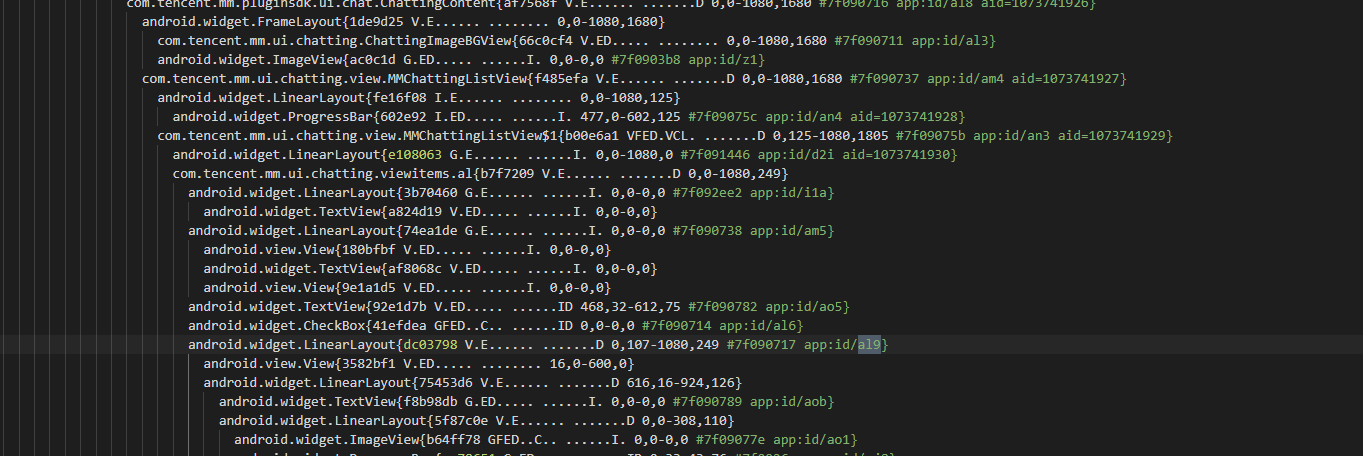 com.tencent.mm.pluginsdk.ui.chat.ChattingContent{af7568f V.E...... .......D 0,0-1080,1680 #7f090716 app:id/al8 aid=1073741926}
android.widget.FrameLayout{1de9d25 V.E...... ........ 0,0-1080,1680}
com.tencent.mm.ui.chatting.ChattingImageBGView{66c0cf4 V.ED..... ........ 0,0-1080,1680 #7f090711 app:id/al3}
android.widget.ImageView{ac0c1d G.ED..... ......I. 0,0-0,0 #7f0903b8 app:id/z1}
com.tencent.mm.ui.chatting.view.MMChattingListView{f485efa V.E...... .......D 0,0-1080,1680 #7f090737 app:id/am4 aid=1073741927}
android.widget.LinearLayout{fe16f08 I.E...... ........ 0,0-1080,125}
android.widget.ProgressBar{602e92 I.ED..... ......I. 477,0-602,125 #7f09075c app:id/an4 aid=1073741928}
com.tencent.mm.ui.chatting.view.MMChattingListView$1{b00e6a1 VFED.VCL. .......D 0,125-1080,1805 #7f09075b app:id/an3 aid=1073741929}
android.widget.LinearLayout{e108063 G.E...... ......I. 0,0-1080,0 #7f091446 app:id/d2i aid=1073741930}
com.tencent.mm.ui.chatting.viewitems.al{b7f7209 V.E...... .......D 0,0-1080,249}
android.widget.LinearLayout{3b70460 G.E...... ......I. 0,0-0,0 #7f092ee2 app:id/i1a}
android.widget.TextView{a824d19 V.ED..... ......I. 0,0-0,0}
android.widget.LinearLayout{74ea1de G.E...... ......I. 0,0-0,0 #7f090738 app:id/am5}
android.view.View{180bfbf V.ED..... ......I. 0,0-0,0}
android.widget.TextView{af8068c V.ED..... ......I. 0,0-0,0}
android.view.View{9e1a1d5 V.ED..... ......I. 0,0-0,0}
android.widget.TextView{92e1d7b V.ED..... ......ID 468,32-612,75 #7f090782 app:id/ao5}
android.widget.CheckBox{41efdea GFED..C.. ......ID 0,0-0,0 #7f090714 app:id/al6}
android.widget.LinearLayout{dc03798 V.E...... .......D 0,107-1080,249 #7f090717 app:id/al9}
android.view.View{3582bf1 V.ED..... ........ 16,0-600,0}
android.widget.LinearLayout{75453d6 V.E...... .......D 616,16-924,126}
android.widget.TextView{f8b98db G.ED..... ......I. 0,0-0,0 #7f090789 app:id/aob}
android.widget.LinearLayout{5f87c0e V.E...... .......D 0,0-308,110}
android.widget.ImageView{b64ff78 GFED..C.. ......I. 0,0-0,0 #7f09077e app:id/ao1}